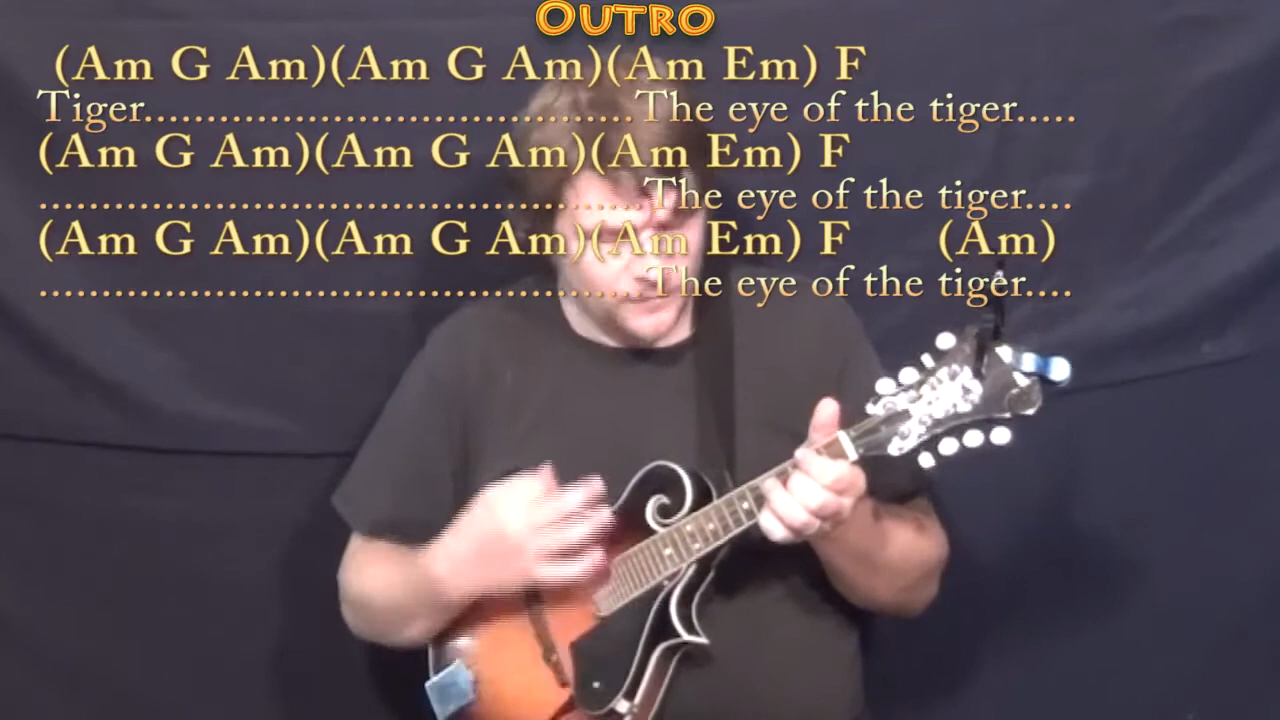 OUTRO
(Am G Am)(Am G Am)(Am Em) F
Tiger.......................................The eye of the tiger.....
(Am G Am)(Am G Am)(Am Em) F
................................................The eye of the tiger....
(Am G Am)(Am G Am)(Am Em) F (Am)
................................................The eye of the tiger....